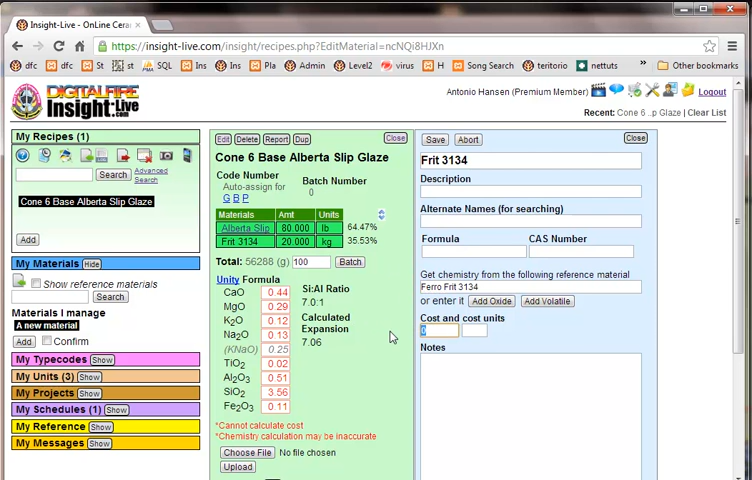 Insight-Live - OnLine Cera
https://insight-live.com/insight/recipes.php?EditMaterial=ncNQi8HJXn
dfc df St st SQL Ins Ins Pla Admin Level2 virus H Song Search teritorio nettuts » Other bookmarks
DIGITALFIRE
Insight-Live.com
Antonio Hansen (Premium Member) Logout
Recent: Cone 6 ..p Glaze | Clear List
My Recipes (1)
Search Advanced Search
Cone 6 Base Alberta Slip Glaze
Add
My Materials Hide
Show reference materials
Search
Materials I manage
A new material
Add Confirm
My Typecodes Show
My Units (3) Show
My Projects Show
My Schedules (1) Show
My Reference Show
My Messages Show
Edit Delete Report Dup Close
Cone 6 Base Alberta Slip Glaze
Code Number Batch Number
Auto-assign for 0
G B P
Materials Amt Units
Alberta Slip 80.000 lb 64.47%
Frit 3134 20.000 kg 35.53%
Total: 56288 (g) 100 Batch
Unity Formula Si:Al Ratio
CaO 0.44 7.0:1
MgO 0.29 Calculated
K2O 0.12 Expansion
Na2O 0.13 7.06
(KNaO) 0.25
TiO2 0.02
Al2O3 0.51
SiO2 3.56
Fe2O3 0.11
*Cannot calculate cost
*Chemistry calculation may be inaccurate
Choose File No file chosen
Upload
Save Abort Close
Frit 3134
Description
Alternate Names (for searching)
Formula CAS Number
Get chemistry from the following reference material
Ferro Frit 3134
or enter it Add Oxide Add Volatile
Cost and cost units
0
Notes